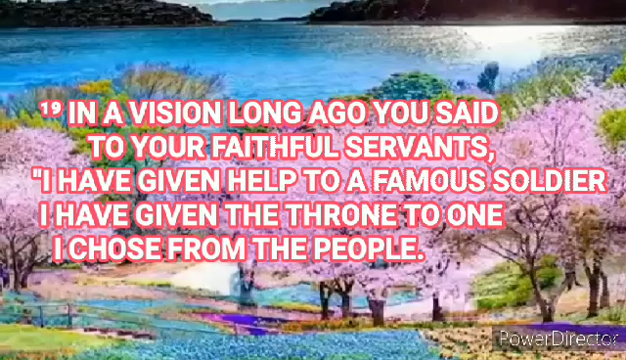 ¹⁹ IN A VISION LONG AGO YOU SAID
TO YOUR FAITHFUL SERVANTS,
"I HAVE GIVEN HELP TO A FAMOUS SOLDIER
I HAVE GIVEN THE THRONE TO ONE
I CHOSE FROM THE PEOPLE.
PowerDirector